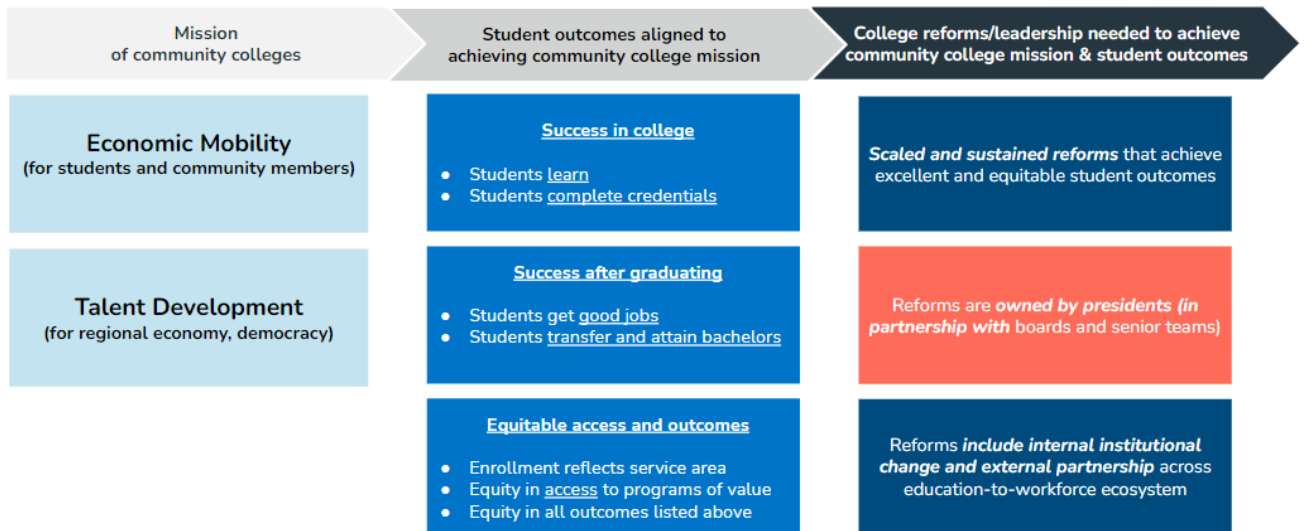 Mission
of community colleges
Student outcomes aligned to
achieving community college mission
College reforms/leadership needed to achieve
community college mission & student outcomes
Economic Mobility
(for students and community members)
Talent Development
(for regional economy, democracy)
Success in college
● Students learn
● Students complete credentials
Success after graduating
● Students get good jobs
● Students transfer and attain bachelors
Equitable access and outcomes
● Enrollment reflects service area
● Equity in access to programs of value
● Equity in all outcomes listed above
Scaled and sustained reforms that achieve
excellent and equitable student outcomes
Reforms are owned by presidents (in
partnership with boards and senior teams)
Reforms include internal institutional
change and external partnership across
education-to-workforce ecosystem